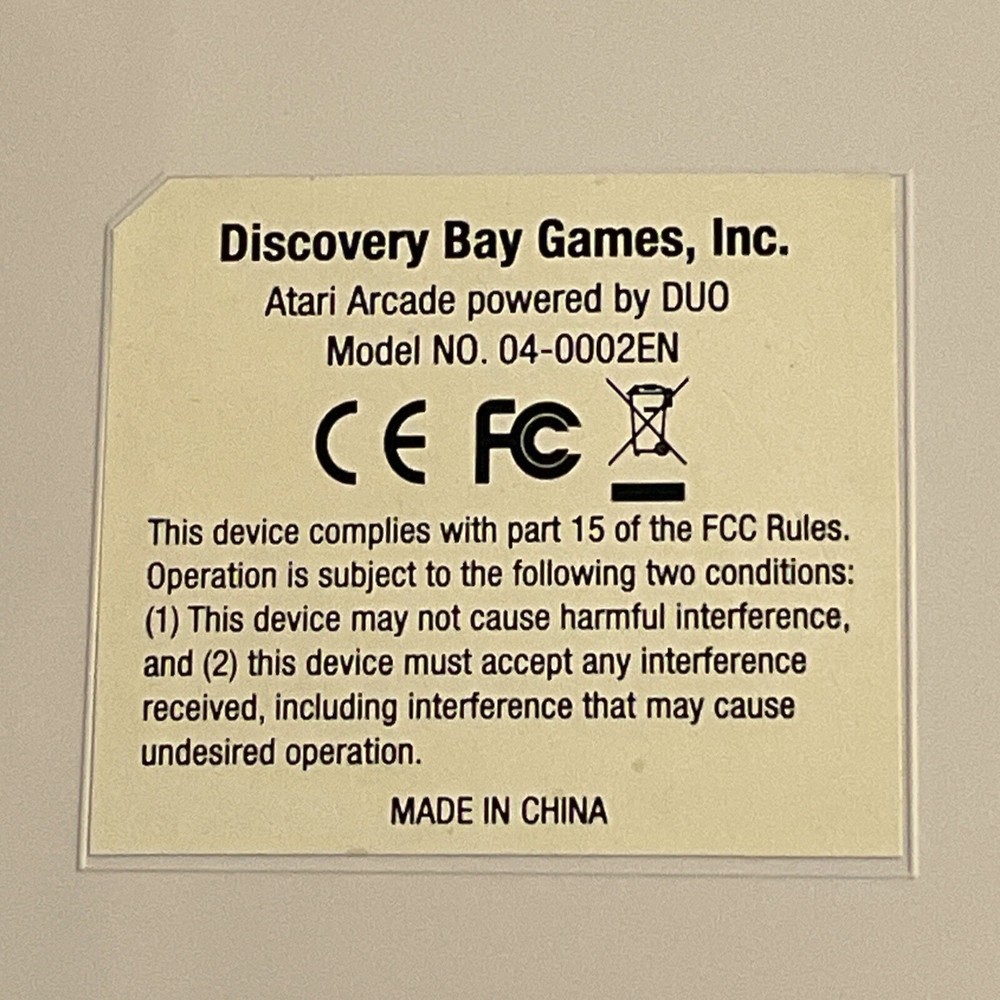 Discovery Bay Games, Inc.
Atari Arcade powered by DUO
Model NO. 04-0002EN
CE FC
This device complies with part 15 of the FCC Rules.
Operation is subject to the following two conditions:
(1) This device may not cause harmful interference,
and (2) this device must accept any interference
received, including interference that may cause
undesired operation.
MADE IN CHINA